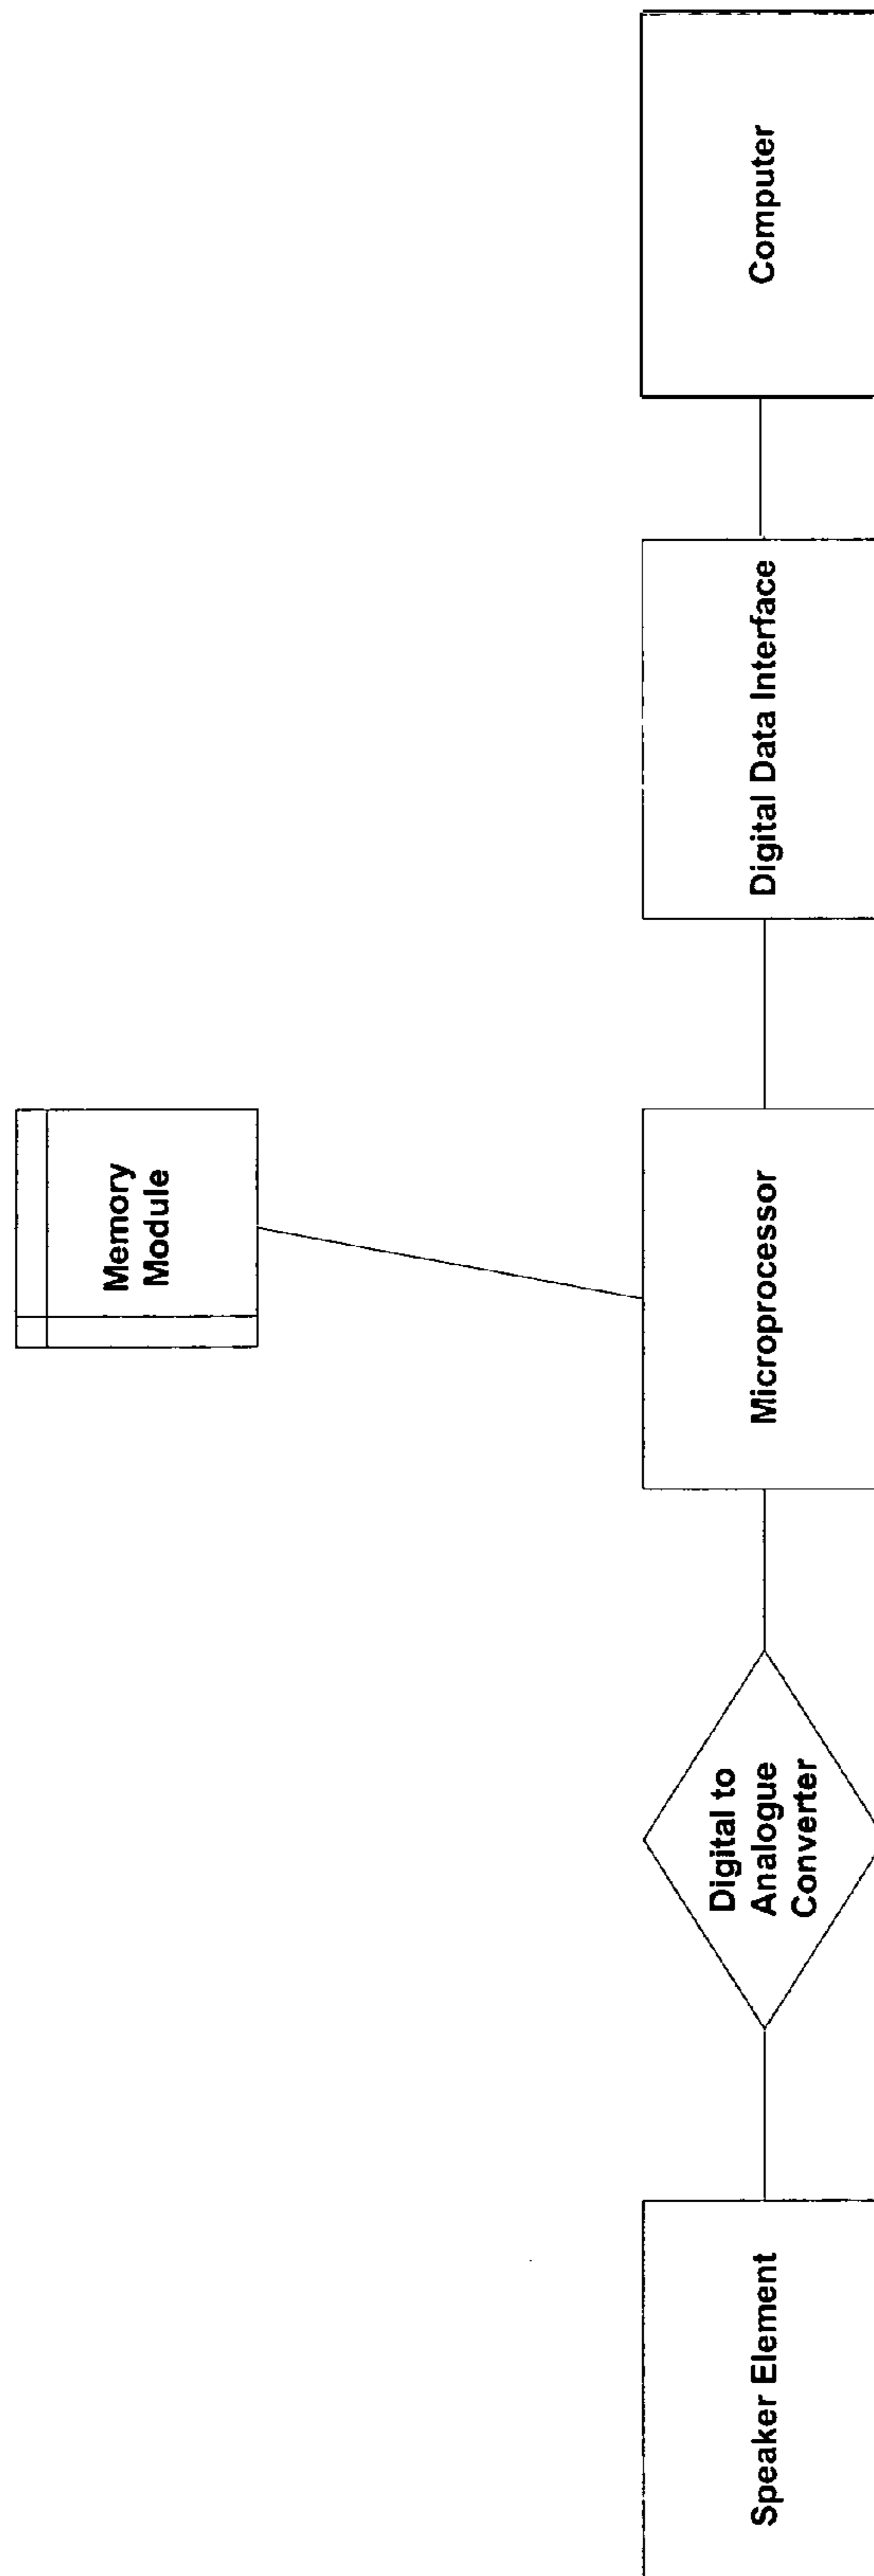 Memory
Module
Speaker Element
Digital to
Analogue
Converter
Microprocessor
Digital Data Interface
Computer